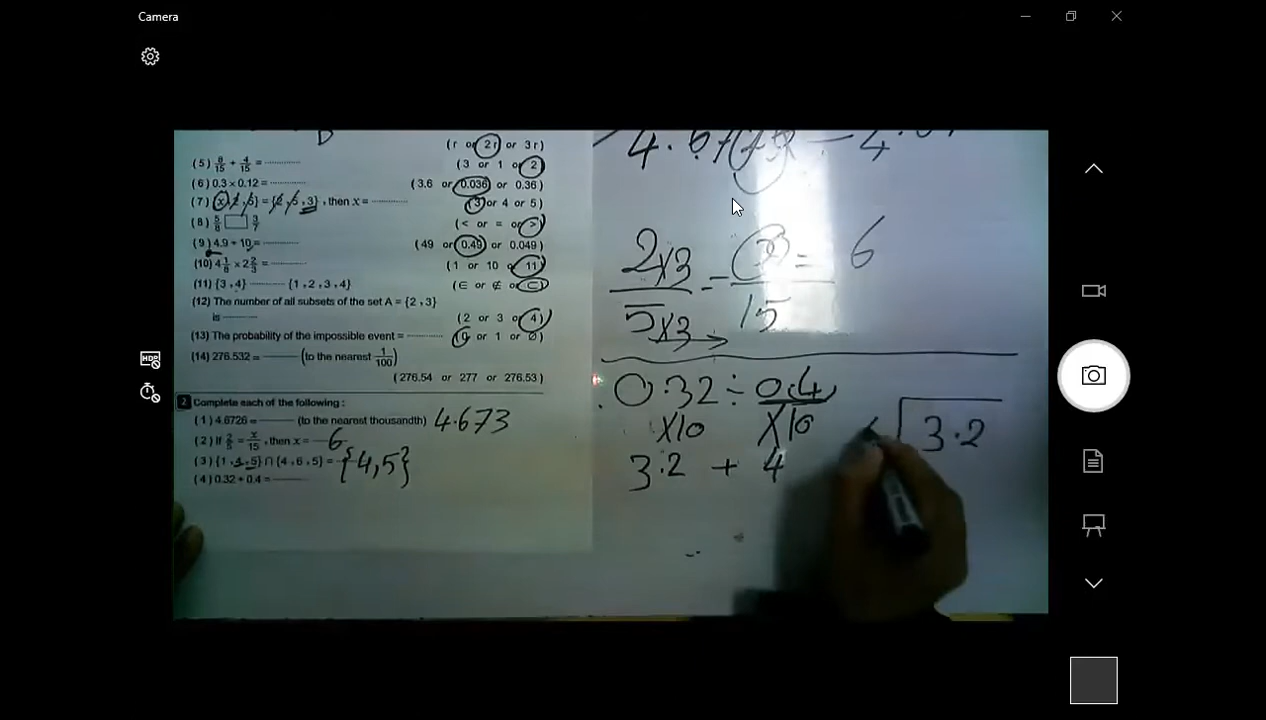 Camera
(r or 2r or 3r)
(5) 8/15 + 4/15 = ............ (3 or 1 or 2)
(6) 0.3 × 0.12 = ............ (3.6 or 0.036 or 0.36)
(7) {x, 2, 5} = {2, 5, 3}, then x = ............ (3 or 4 or 5)
(8) 5/8 □ 3/7 (< or = or >)
(9) 4.9 ÷ 10 = ............ (49 or 0.49 or 0.049)
(10) 4 1/8 × 2 2/3 = ............ (1 or 10 or 11)
(11) {3, 4} ............ {1, 2, 3, 4} (∈ or ∉ or ⊂)
(12) The number of all subsets of the set A = {2, 3}
is ............ (2 or 3 or 4)
(13) The probability of the impossible event = ............ (0 or 1 or Ø)
(14) 276.532 = ............ (to the nearest 1/100)
(276.54 or 277 or 276.53)
2 Complete each of the following :
(1) 4.6726 = ............ (to the nearest thousandth) 4.673
(2) If 2/5 = x/15, then x = 6
(3) {1, 4, 5} ∩ {4, 6, 5} = {4,5}
(4) 0.32 ÷ 0.4 = ............
2×3/5×3 = x/15 = 6
0.32 ÷ 0.4
×10 ×10
3.2 ÷ 4
3.2